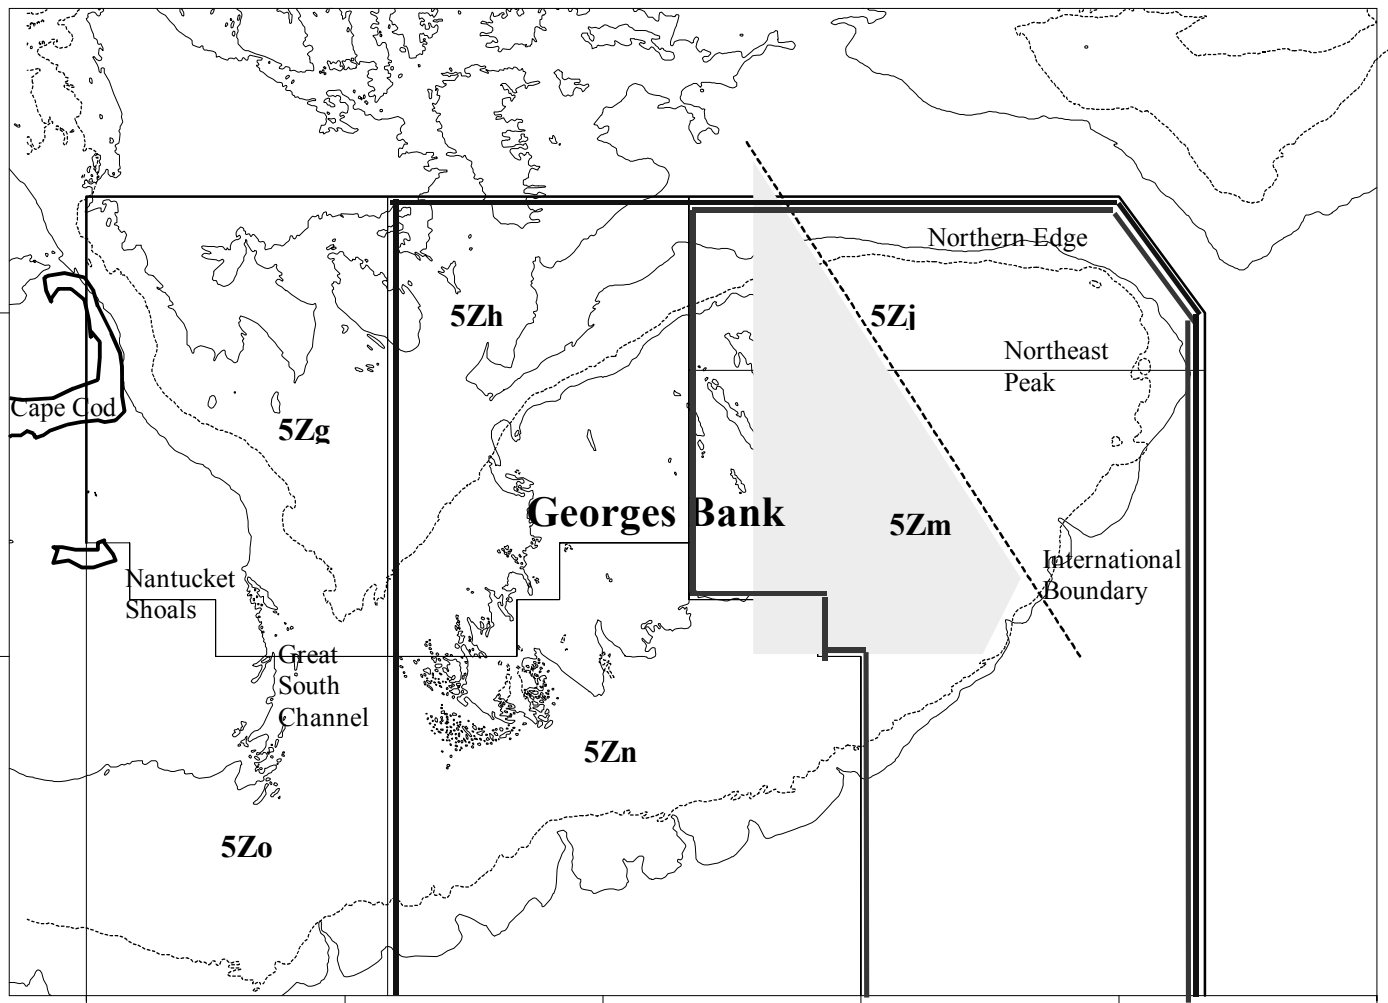 Northern Edge
5Zh
5Zj
Northeast
Peak
Cape Cod
5Zg
Georges Bank
5Zm
International
Boundary
Nantucket
Shoals
Great
South
Channel
5Zn
5Zo